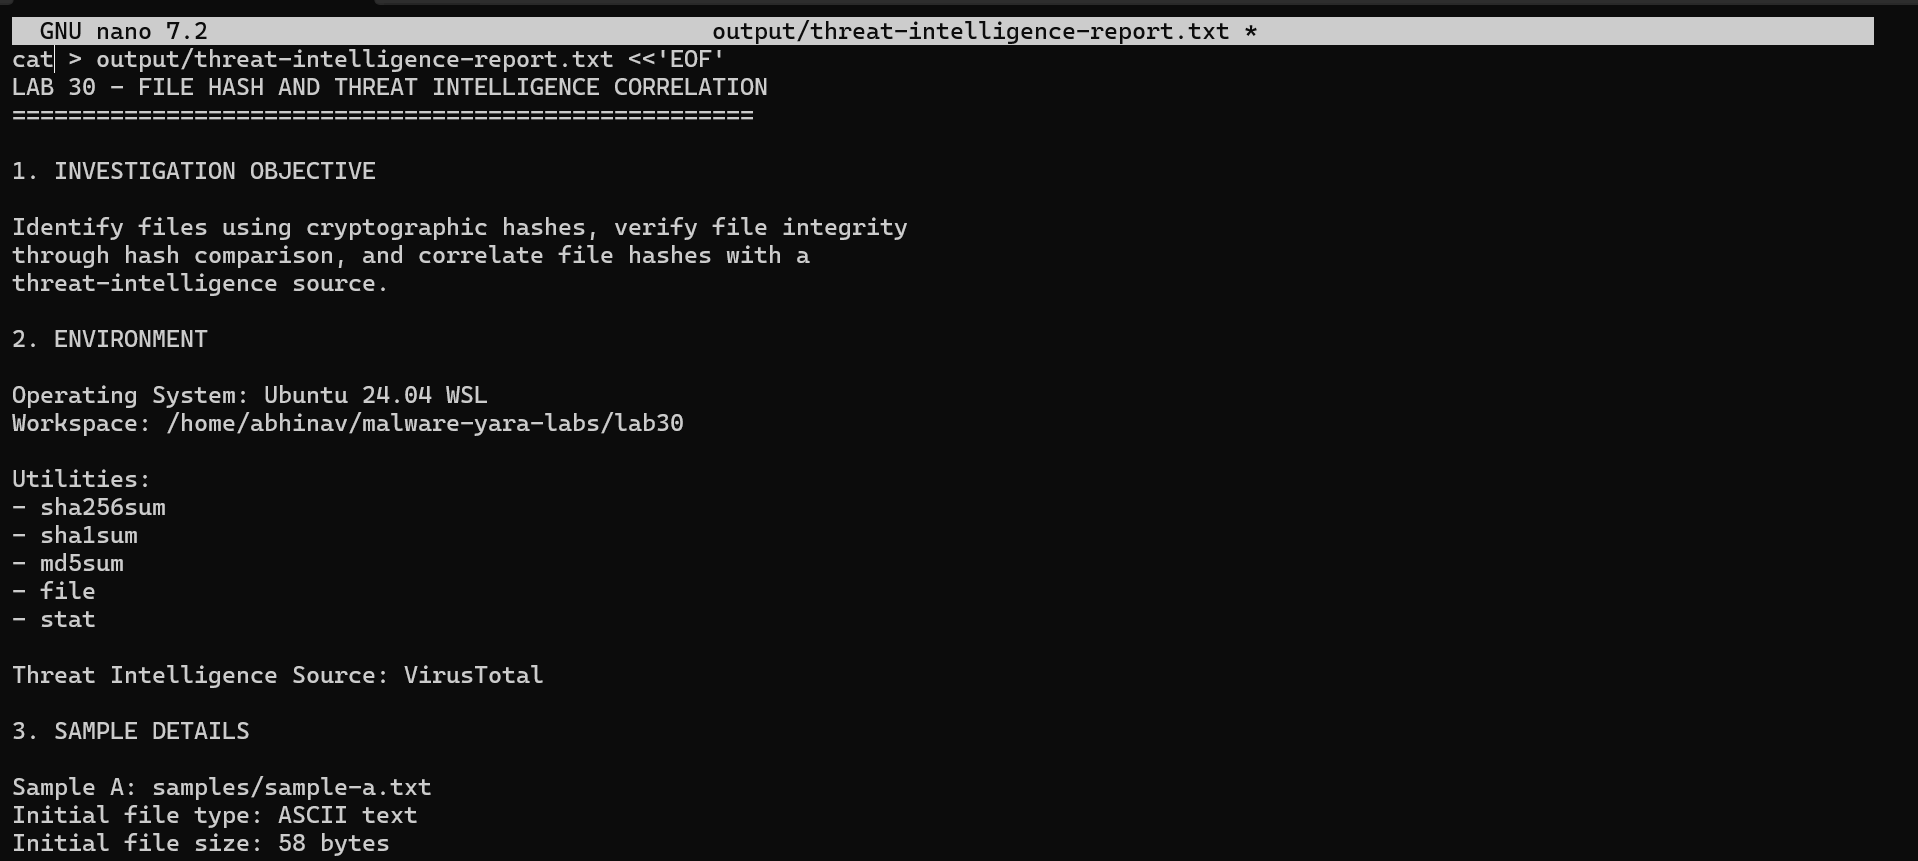 GNU nano 7.2 output/threat-intelligence-report.txt *
cat > output/threat-intelligence-report.txt <<'EOF'
LAB 30 - FILE HASH AND THREAT INTELLIGENCE CORRELATION
=====================================================

1. INVESTIGATION OBJECTIVE

Identify files using cryptographic hashes, verify file integrity
through hash comparison, and correlate file hashes with a
threat-intelligence source.

2. ENVIRONMENT

Operating System: Ubuntu 24.04 WSL
Workspace: /home/abhinav/malware-yara-labs/lab30

Utilities:
- sha256sum
- sha1sum
- md5sum
- file
- stat

Threat Intelligence Source: VirusTotal

3. SAMPLE DETAILS

Sample A: samples/sample-a.txt
Initial file type: ASCII text
Initial file size: 58 bytes